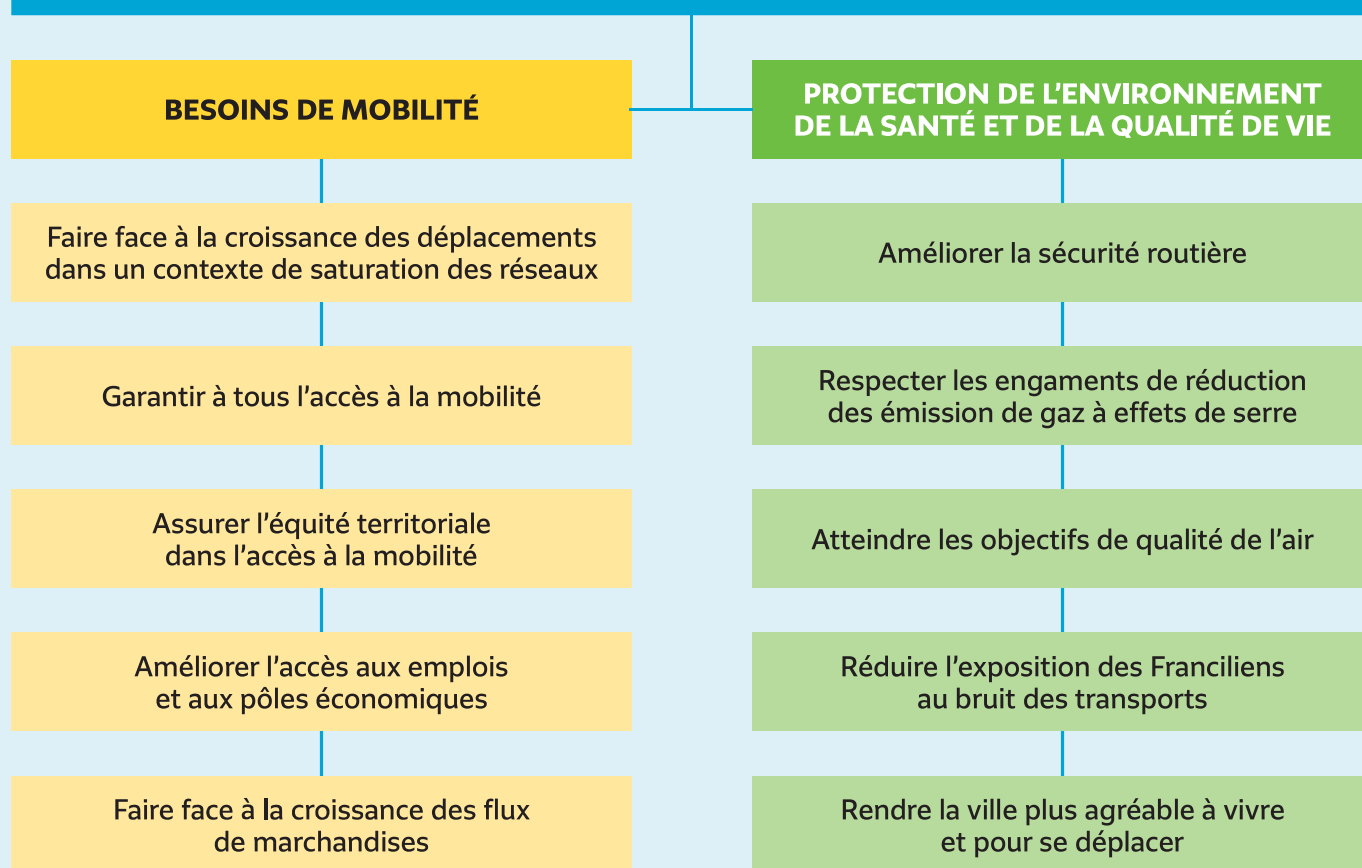 BESOINS DE MOBILITÉ
Faire face à la croissance des déplacements
dans un contexte de saturation des réseaux
Garantir à tous l'accès à la mobilité
Assurer l'équité territoriale
dans l'accès à la mobilité
Améliorer l'accès aux emplois
et aux pôles économiques
Faire face à la croissance des flux
de marchandises
PROTECTION DE L'ENVIRONNEMENT
DE LA SANTÉ ET DE LA QUALITÉ DE VIE
Améliorer la sécurité routière
Respecter les engaments de réduction
des émission de gaz à effets de serre
Atteindre les objectifs de qualité de l'air
Réduire l'exposition des Franciliens
au bruit des transports
Rendre la ville plus agréable à vivre
et pour se déplacer